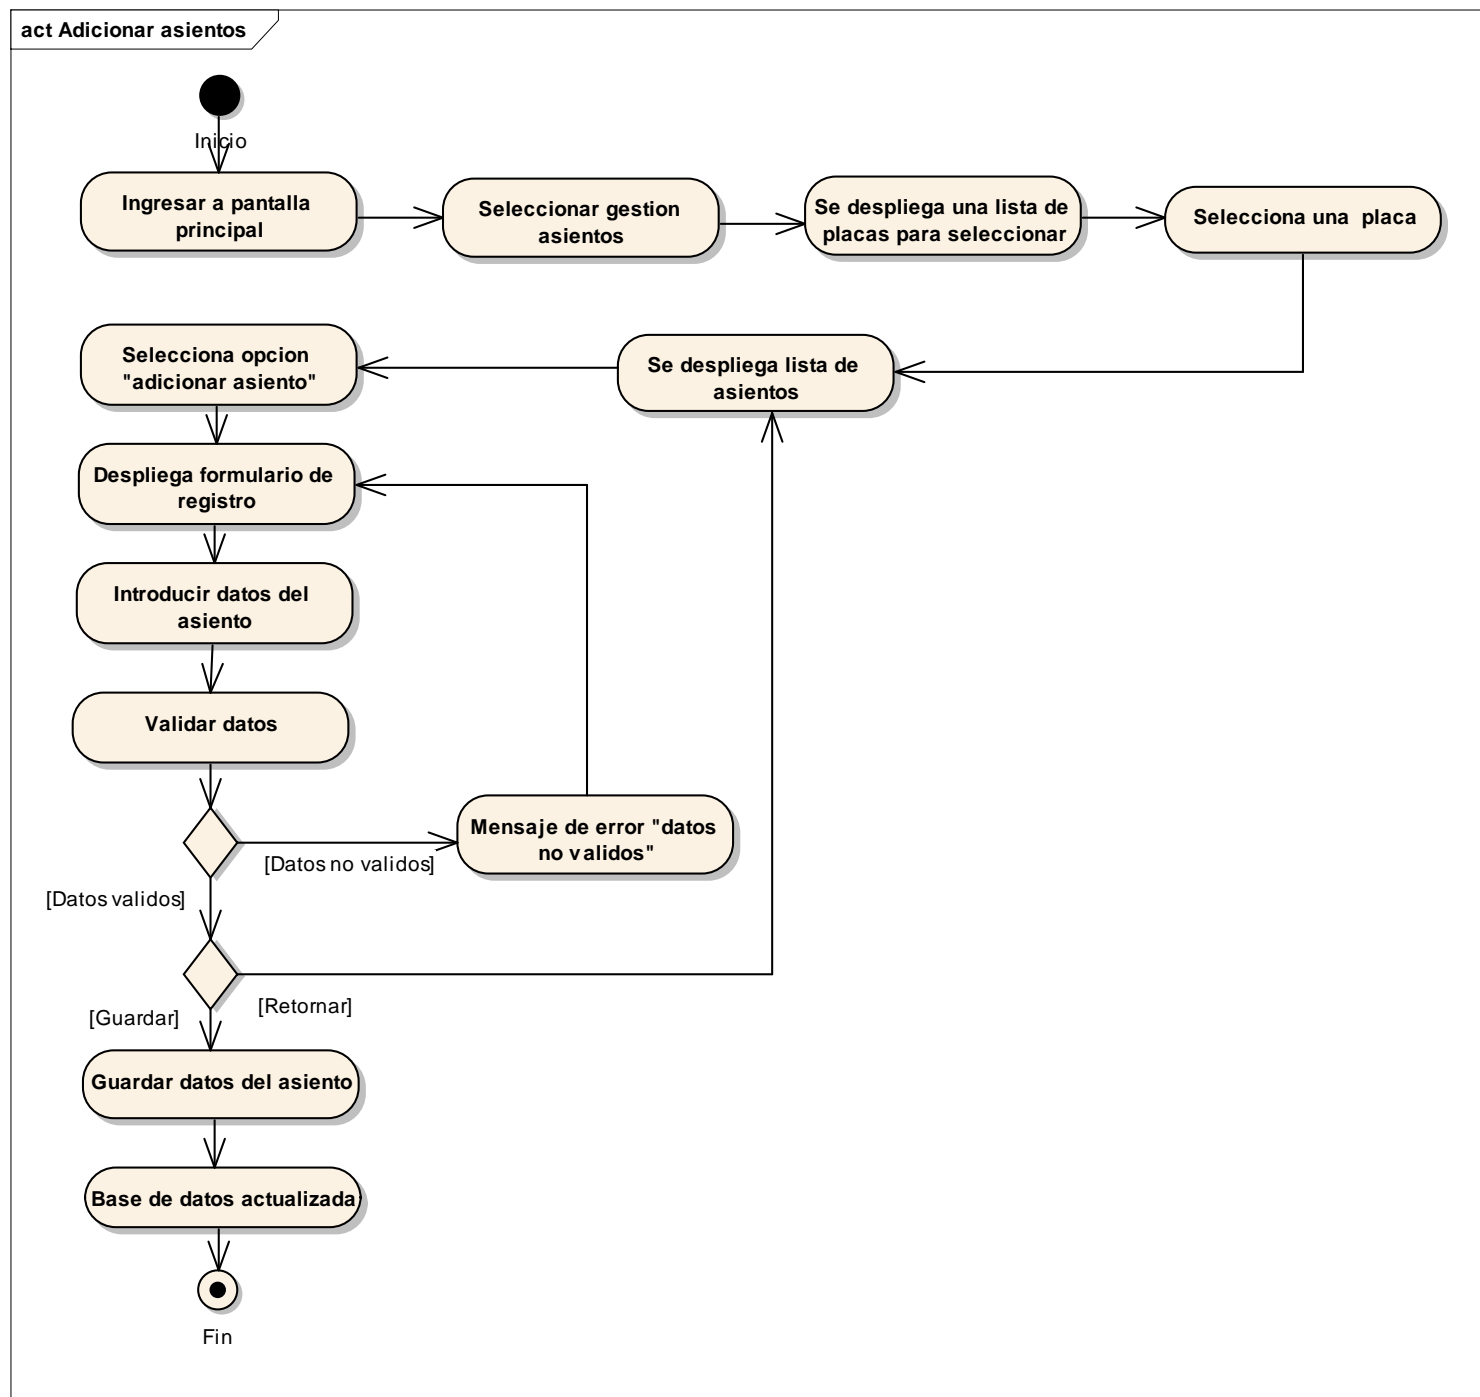 act Adicionar asientos
Inicio
Ingresar a pantalla
principal
Seleccionar gestion
asientos
Se despliega una lista de
placas para seleccionar
Selecciona una placa
Selecciona opcion
"adicionar asiento"
Se despliega lista de
asientos
Despliega formulario de
registro
Introducir datos del
asiento
Validar datos
Mensaje de error "datos
no validos"
[Datos no validos]
[Datos validos]
[Retornar]
[Guardar]
Guardar datos del asiento
Base de datos actualizada
Fin